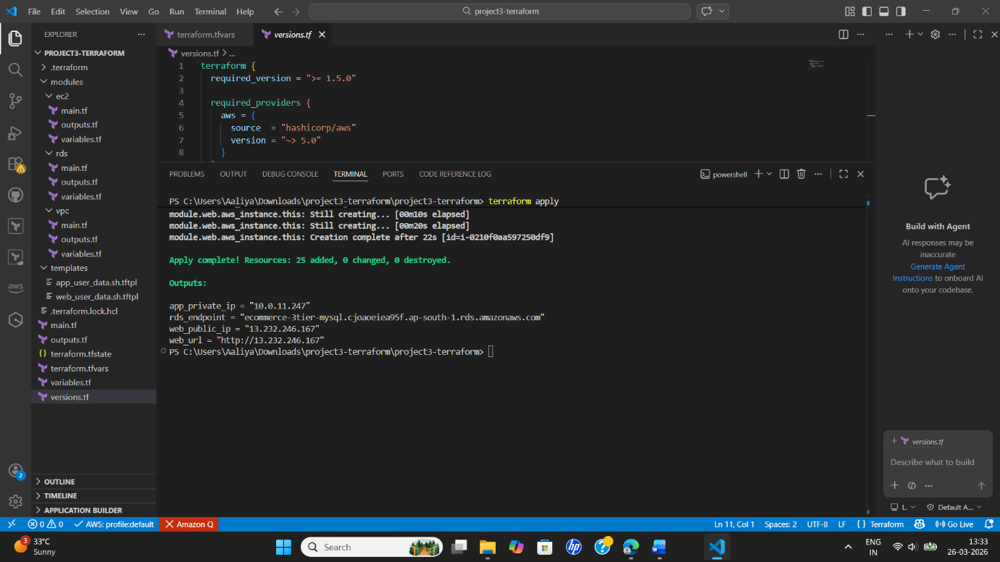 File Edit Selection View Go Run Terminal Help
project3-terraform
EXPLORER
PROJECT3-TERRAFORM
.terraform
modules
ec2
main.tf
outputs.tf
variables.tf
rds
main.tf
outputs.tf
variables.tf
vpc
main.tf
outputs.tf
variables.tf
templates
app_user_data.sh.tftpl
web_user_data.sh.tftpl
.terraform.lock.hcl
main.tf
outputs.tf
terraform.tfstate
terraform.tfvars
variables.tf
versions.tf
OUTLINE
TIMELINE
APPLICATION BUILDER
aws
2
terraform.tfvars
versions.tf
versions.tf > ...
1 terraform {
2 required_version = ">= 1.5.0"
3
4 required_providers {
5 aws = {
6 source  = "hashicorp/aws"
7 version = "~> 5.0"
8 }
PROBLEMS OUTPUT DEBUG CONSOLE TERMINAL PORTS CODE REFERENCE LOG
powershell
PS C:\Users\Aaliya\Downloads\project3-terraform\project3-terraform> terraform apply
module.web.aws_instance.this: Still creating... [00m10s elapsed]
module.web.aws_instance.this: Still creating... [00m20s elapsed]
module.web.aws_instance.this: Creation complete after 22s [id=i-0210f0aa597250df9]
Apply complete! Resources: 25 added, 0 changed, 0 destroyed.
Outputs:
app_private_ip = "10.0.11.247"
rds_endpoint = "ecommerce-3tier-mysql.cjoaoeiea95f.ap-south-1.rds.amazonaws.com"
web_public_ip = "13.232.246.167"
web_url = "http://13.232.246.167"
PS C:\Users\Aaliya\Downloads\project3-terraform\project3-terraform>
Build with Agent
AI responses may be
inaccurate
Generate Agent
Instructions to onboard AI
onto your codebase.
versions.tf
Describe what to build
L.
Default A...
0 0 AWS: profile:default Amazon Q
Ln 11, Col 1 Spaces: 2 UTF-8 LF { } Terraform Go Live
3
33°C
Sunny
Search
ENG
IN
13:33
26-03-2026